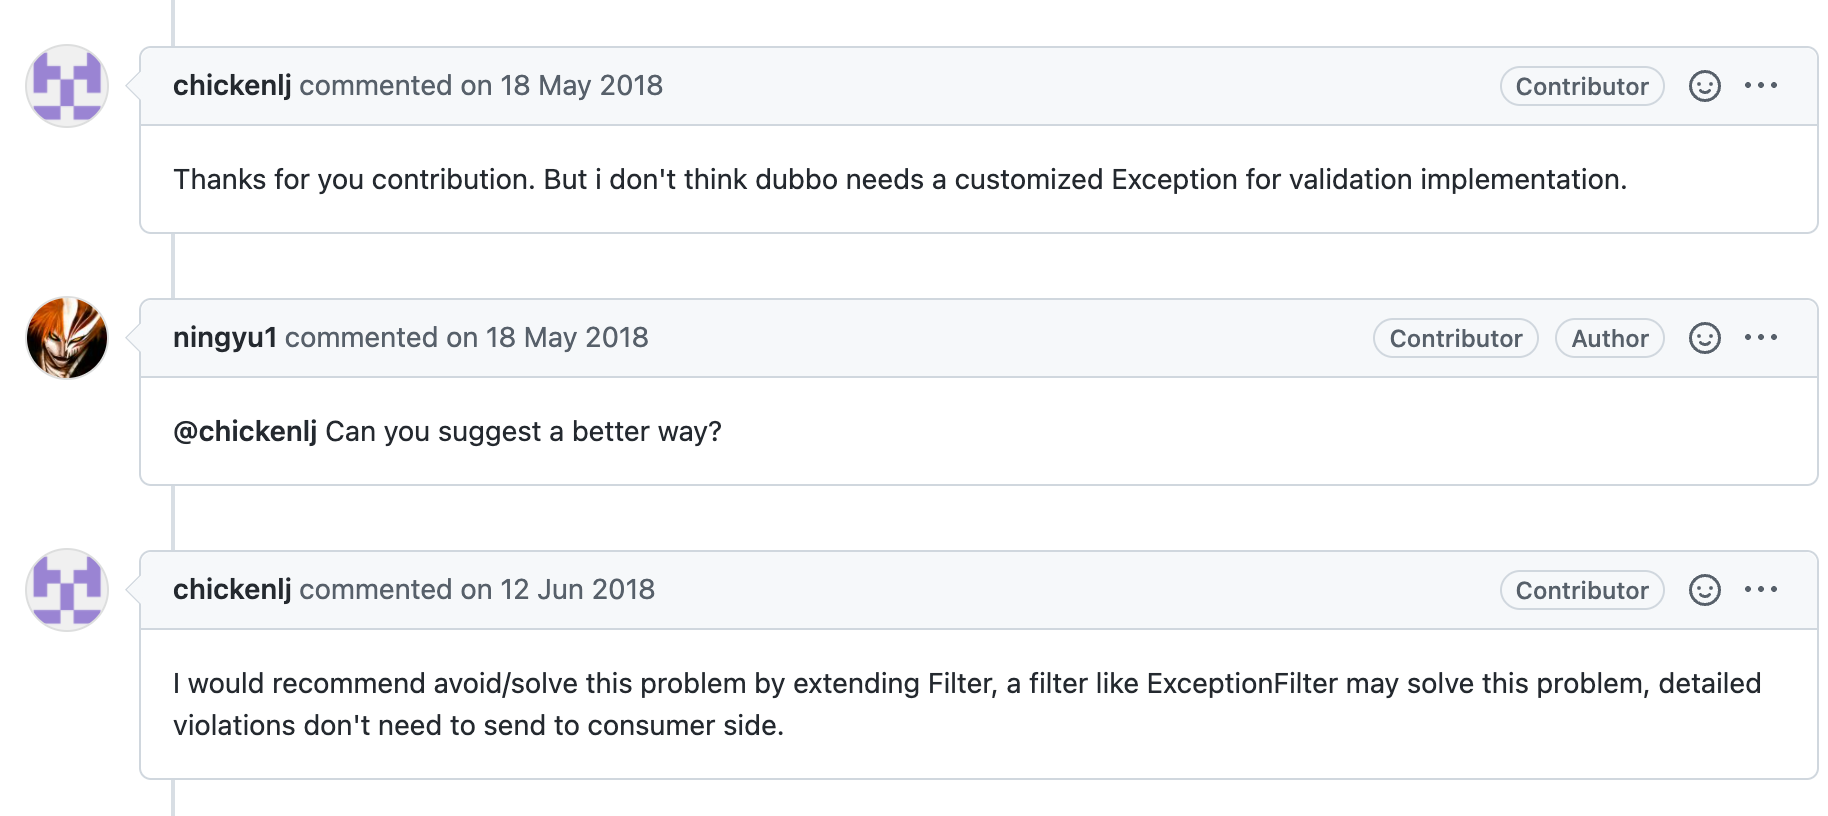 chickenlj commented on 18 May 2018 Contributor
Thanks for you contribution. But i don't think dubbo needs a customized Exception for validation implementation.
ningyu1 commented on 18 May 2018 Contributor Author
@chickenlj Can you suggest a better way?
chickenlj commented on 12 Jun 2018 Contributor
I would recommend avoid/solve this problem by extending Filter, a filter like ExceptionFilter may solve this problem, detailed
violations don't need to send to consumer side.